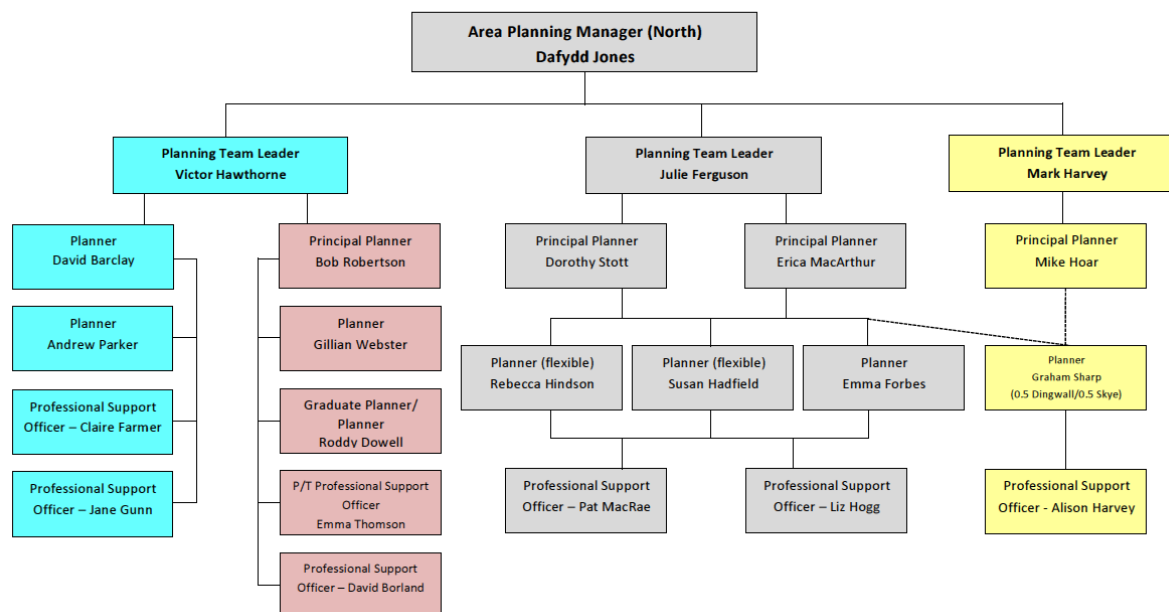 Area Planning Manager (North)
Dafydd Jones
Planning Team Leader
Victor Hawthorne
Planning Team Leader
Julie Ferguson
Planning Team Leader
Mark Harvey
Planner
David Barclay
Principal Planner
Bob Robertson
Principal Planner
Dorothy Stott
Principal Planner
Erica MacArthur
Principal Planner
Mike Hoar
Planner
Andrew Parker
Planner
Gillian Webster
Planner (flexible)
Rebecca Hindson
Planner (flexible)
Susan Hadfield
Planner
Emma Forbes
Planner
Graham Sharp
(0.5 Dingwall/0.5 Skye)
Professional Support
Officer – Claire Farmer
Graduate Planner/
Planner
Roddy Dowell
Professional Support
Officer – Jane Gunn
P/T Professional Support
Officer
Emma Thomson
Professional Support
Officer – Pat MacRae
Professional Support
Officer – Liz Hogg
Professional Support
Officer - Alison Harvey
Professional Support
Officer – David Borland